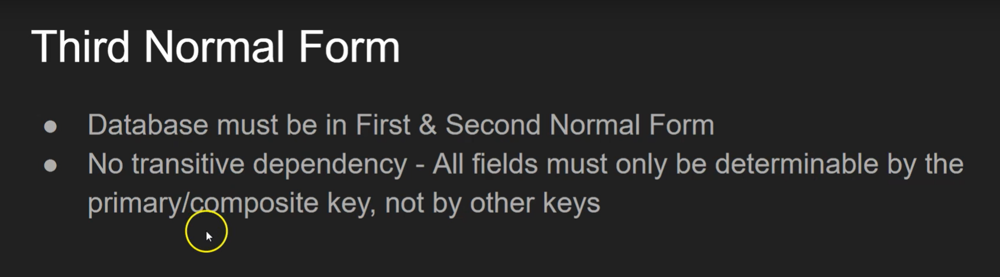 Third Normal Form
● Database must be in First & Second Normal Form
● No transitive dependency - All fields must only be determinable by the
primary/composite key, not by other keys